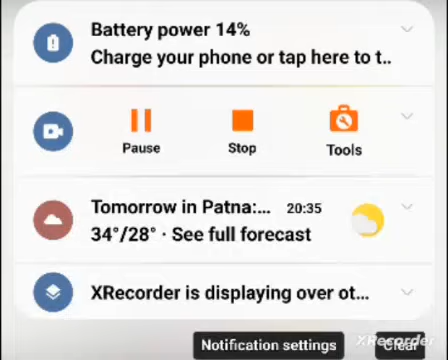 Battery power 14%
Charge your phone or tap here to t..
Pause
Stop
Tools
Tomorrow in Patna:... 20:35
34°/28° · See full forecast
XRecorder is displaying over ot...
Notification settings
Clear
XRecorder